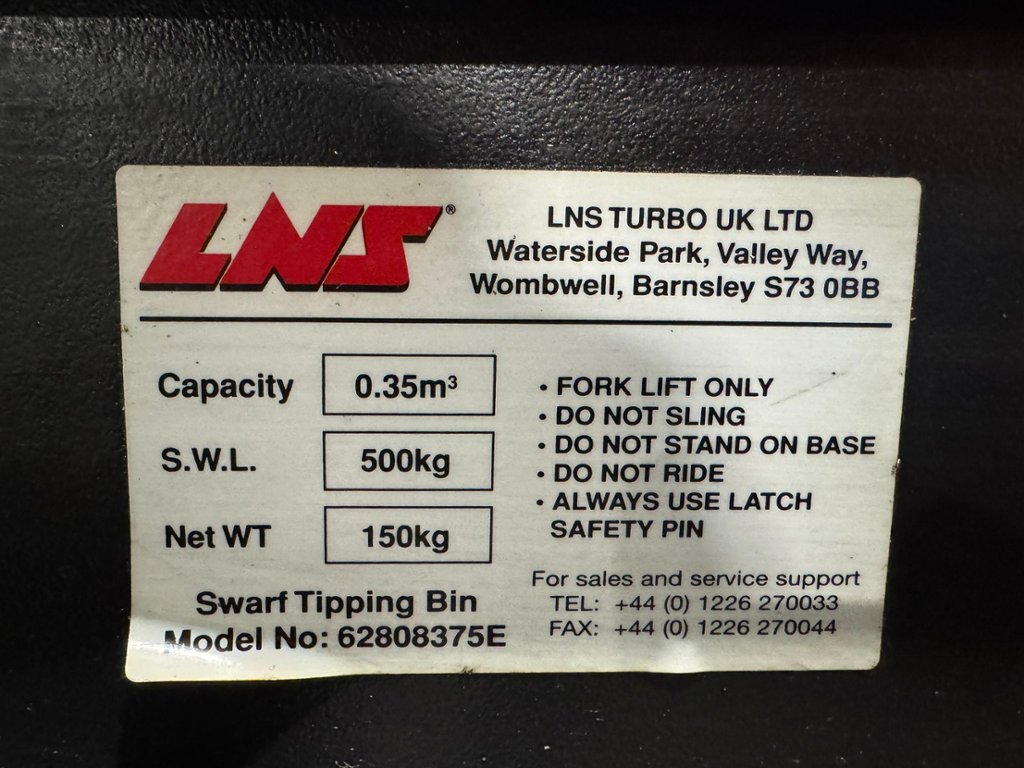 LNS®
LNS TURBO UK LTD
Waterside Park, Valley Way,
Wombwell, Barnsley S73 0BB
Capacity 0.35m³
S.W.L. 500kg
Net WT 150kg
Swarf Tipping Bin
Model No: 62808375E
• FORK LIFT ONLY
• DO NOT SLING
• DO NOT STAND ON BASE
• DO NOT RIDE
• ALWAYS USE LATCH
SAFETY PIN
For sales and service support
TEL: +44 (0) 1226 270033
FAX: +44 (0) 1226 270044